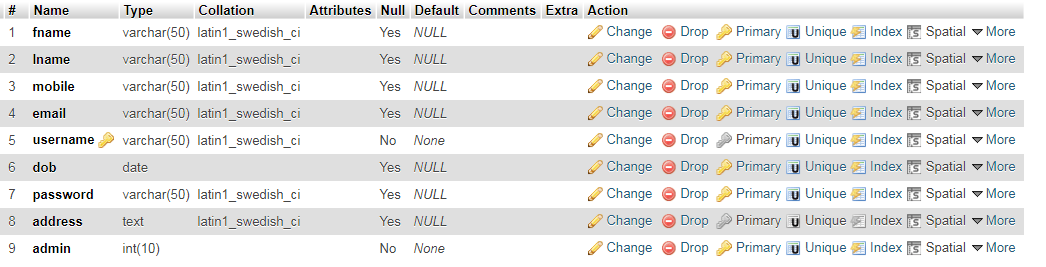 # Name Type Collation Attributes Null Default Comments Extra Action
1 fname varchar(50) latin1_swedish_ci Yes NULL Change Drop Primary Unique Index Spatial More
2 lname varchar(50) latin1_swedish_ci Yes NULL Change Drop Primary Unique Index Spatial More
3 mobile varchar(50) latin1_swedish_ci Yes NULL Change Drop Primary Unique Index Spatial More
4 email varchar(50) latin1_swedish_ci Yes NULL Change Drop Primary Unique Index Spatial More
5 username varchar(50) latin1_swedish_ci No None Change Drop Primary Unique Index Spatial More
6 dob date Yes NULL Change Drop Primary Unique Index Spatial More
7 password varchar(50) latin1_swedish_ci Yes NULL Change Drop Primary Unique Index Spatial More
8 address text latin1_swedish_ci Yes NULL Change Drop Primary Unique Index Spatial More
9 admin int(10) No None Change Drop Primary Unique Index Spatial More